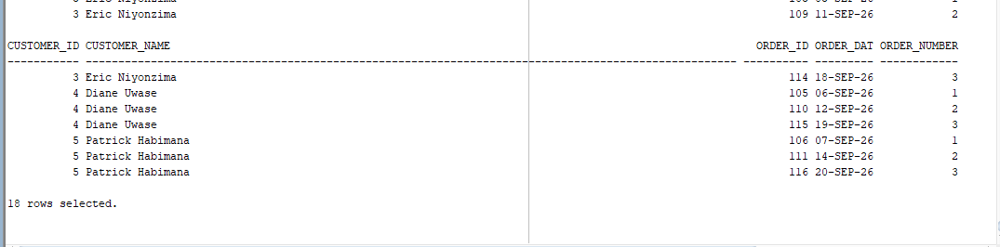 3 Eric Niyonzima 109 11-SEP-26 2
CUSTOMER_ID CUSTOMER_NAME ORDER_ID ORDER_DAT ORDER_NUMBER
----------- ---------------------------------------------------------------------------------------------------- ---------- --------- ------------
3 Eric Niyonzima 114 18-SEP-26 3
4 Diane Uwase 105 06-SEP-26 1
4 Diane Uwase 110 12-SEP-26 2
4 Diane Uwase 115 19-SEP-26 3
5 Patrick Habimana 106 07-SEP-26 1
5 Patrick Habimana 111 14-SEP-26 2
5 Patrick Habimana 116 20-SEP-26 3
18 rows selected.